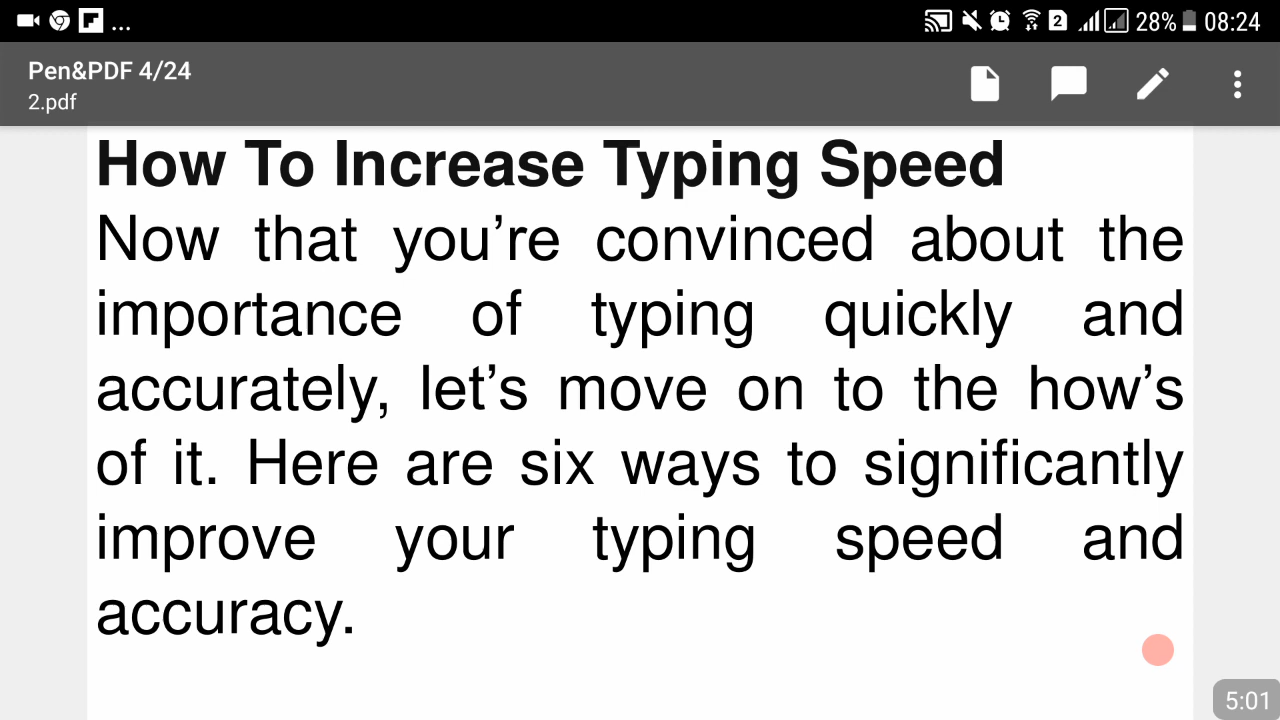 ...
2 28% 08:24
Pen&PDF 4/24
2.pdf
How To Increase Typing Speed
Now that you’re convinced about the
importance of typing quickly and
accurately, let’s move on to the how’s
of it. Here are six ways to significantly
improve your typing speed and
accuracy.
5:01